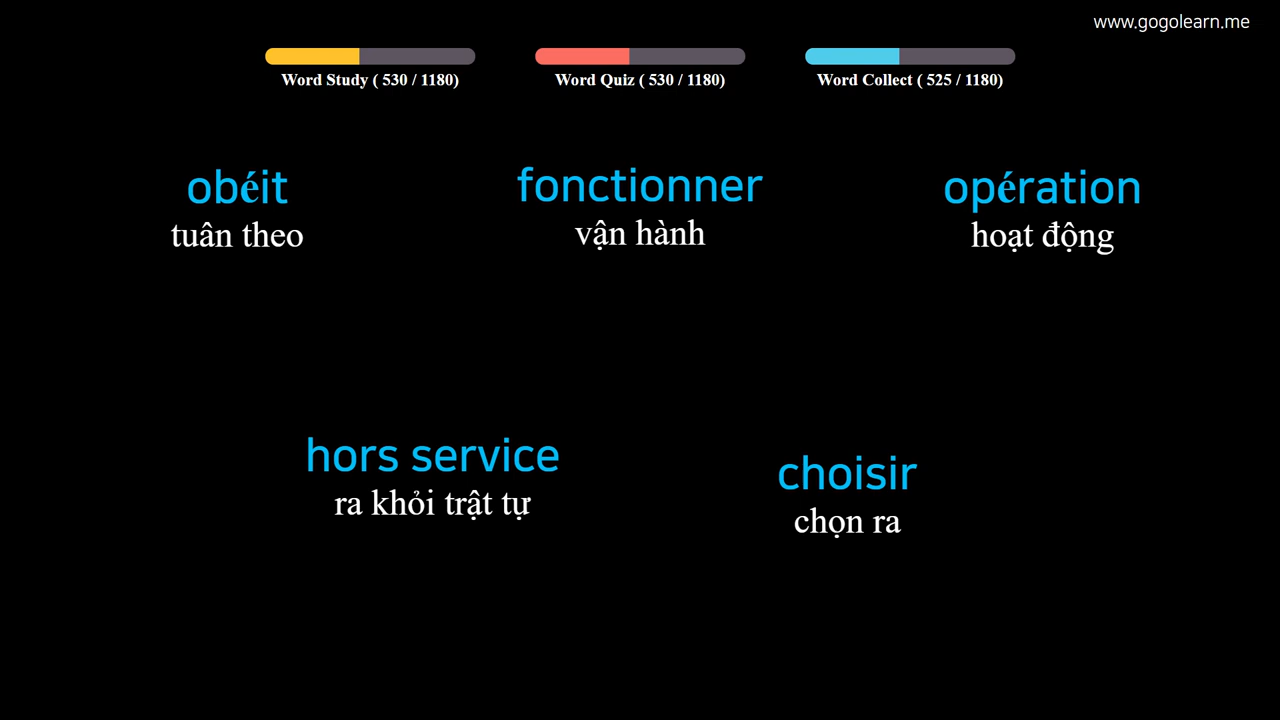 www.gogolearn.me
Word Study ( 530 / 1180)
Word Quiz ( 530 / 1180)
Word Collect ( 525 / 1180)
obéit
tuân theo
fonctionner
vận hành
opération
hoạt động
hors service
ra khỏi trật tự
choisir
chọn ra